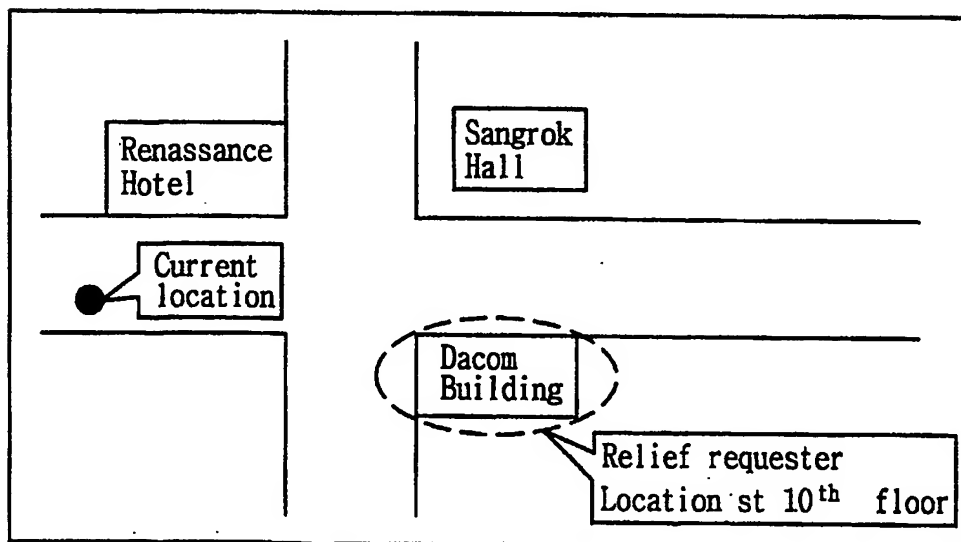 Renassance
Hotel
Sangrok
Hall
Current
location
Dacom
Building
Relief requester
Location st 10th floor